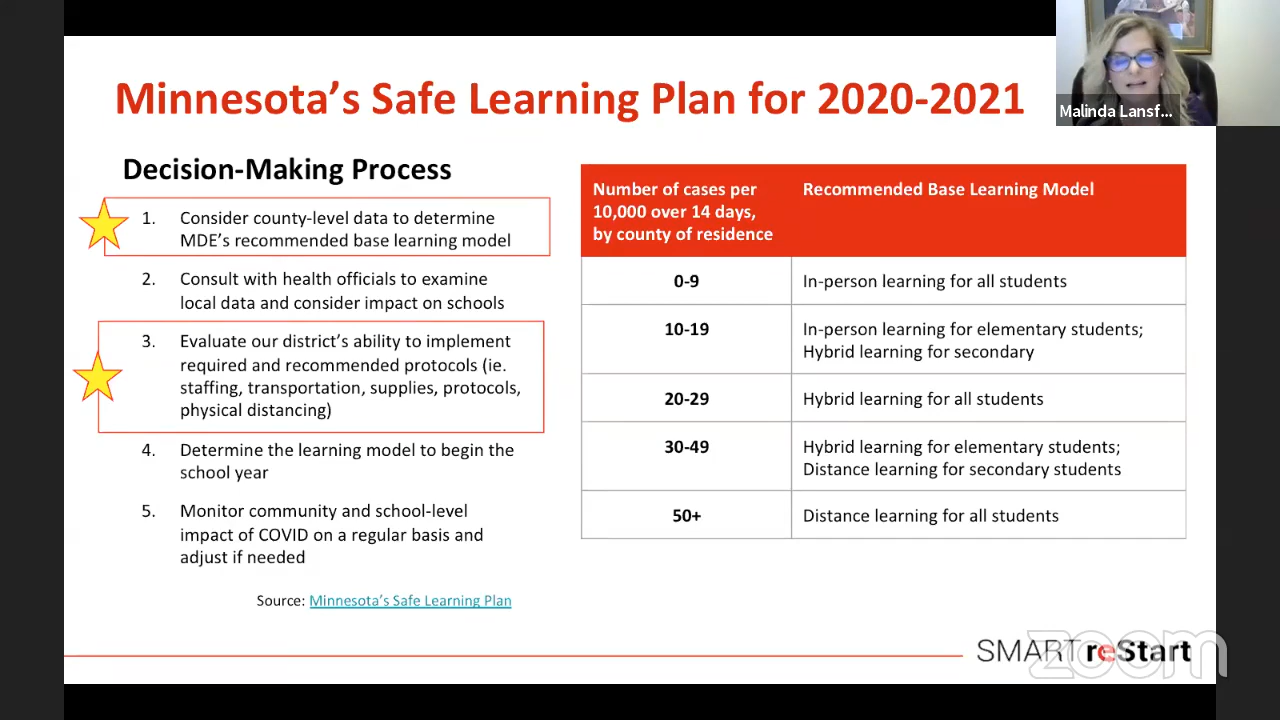 Minnesota's Safe Learning Plan for 2020-2021
Malinda Lansf...
Decision-Making Process
1. Consider county-level data to determine
MDE's recommended base learning model
2. Consult with health officials to examine
local data and consider impact on schools
3. Evaluate our district's ability to implement
required and recommended protocols (ie.
staffing, transportation, supplies, protocols,
physical distancing)
4. Determine the learning model to begin the
school year
5. Monitor community and school-level
impact of COVID on a regular basis and
adjust if needed
Source: Minnesota's Safe Learning Plan
Number of cases per
10,000 over 14 days,
by county of residence
Recommended Base Learning Model
0-9
In-person learning for all students
10-19
In-person learning for elementary students;
Hybrid learning for secondary
20-29
Hybrid learning for all students
30-49
Hybrid learning for elementary students;
Distance learning for secondary students
50+
Distance learning for all students
SMART reStart
zoom